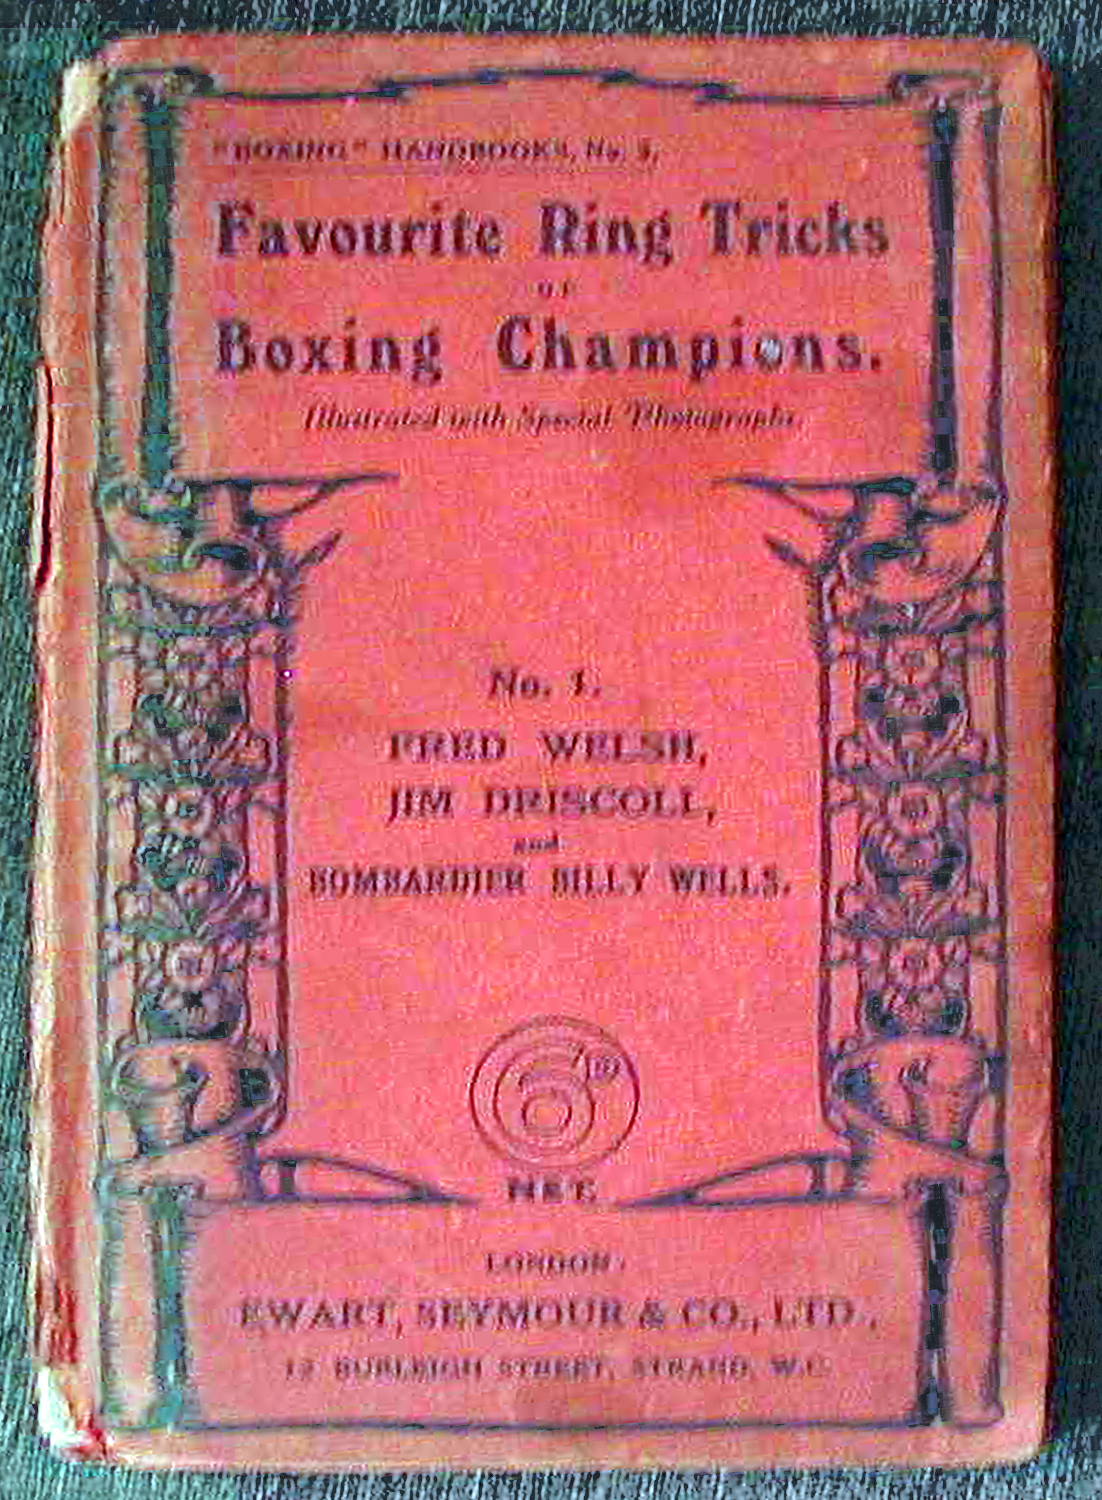 "BOXING" HANDBOOKS, No. 5.
Favourite Ring Tricks
OF
Boxing Champions.
Illustrated with Special Photographs.
No. 1.
FRED WELSH,
JIM DRISCOLL,
and
BOMBARDIER BILLY WELLS.
6D
NET.
LONDON:
EWART, SEYMOUR & CO., LTD.,
12 BURLEIGH STREET, STRAND, W.C.